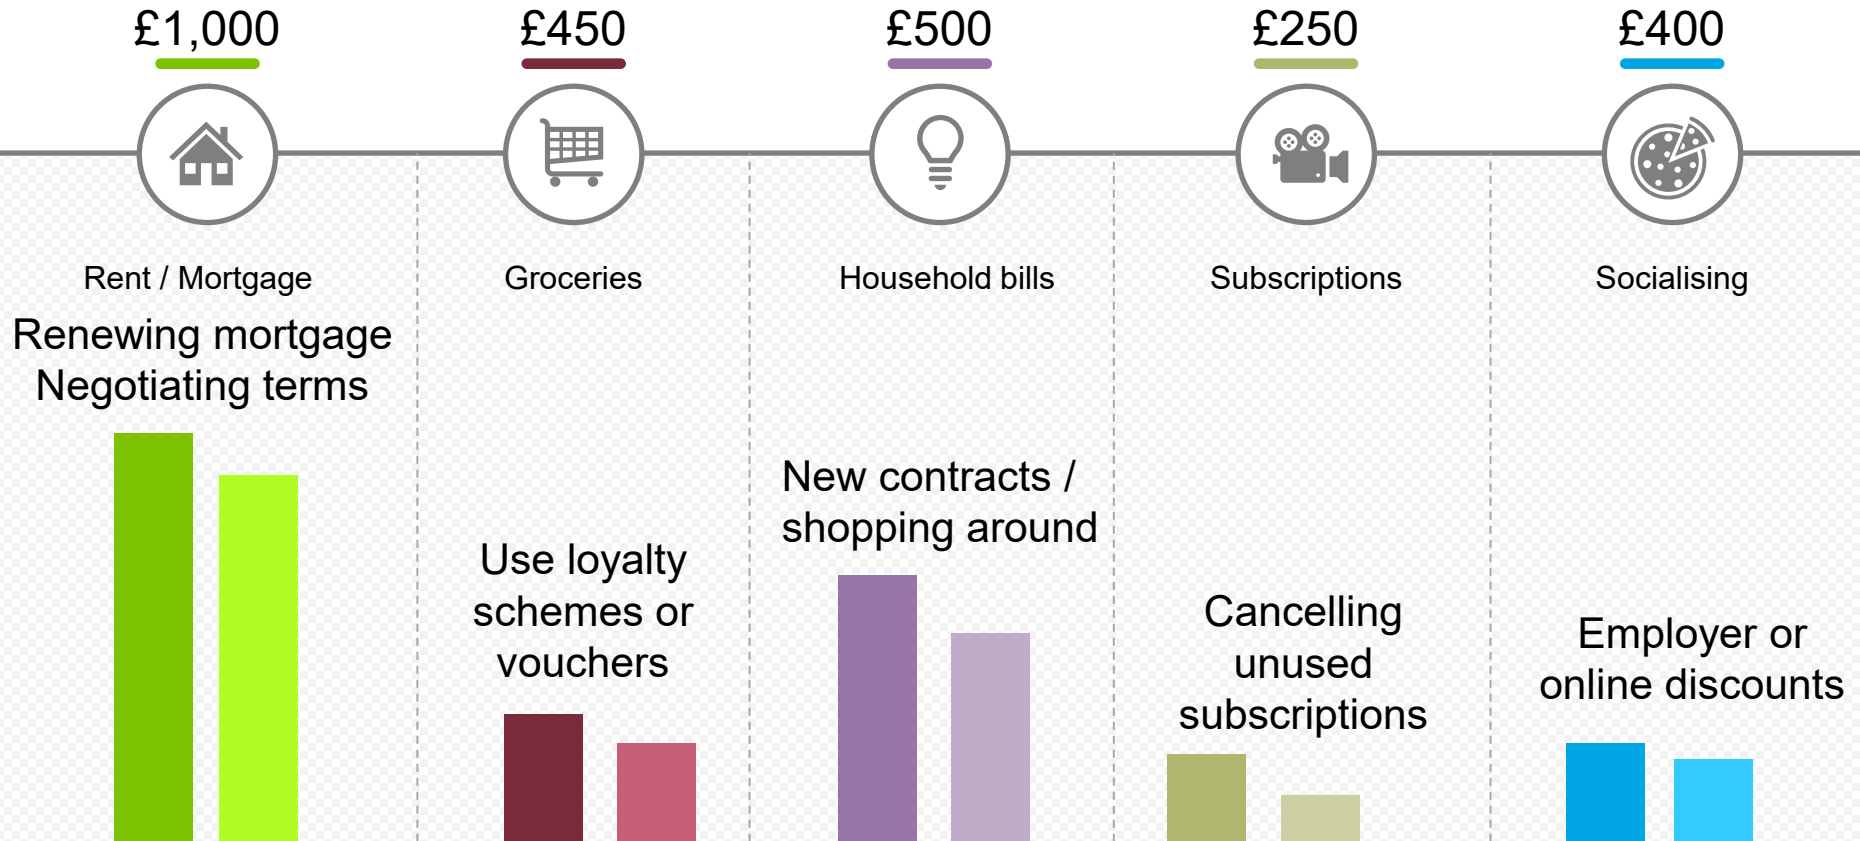 £1,000
£450
£500
£250
£400
Rent / Mortgage
Groceries
Household bills
Subscriptions
Socialising
Renewing mortgage
Negotiating terms
Use loyalty
schemes or
vouchers
New contracts /
shopping around
Cancelling
unused
subscriptions
Employer or
online discounts